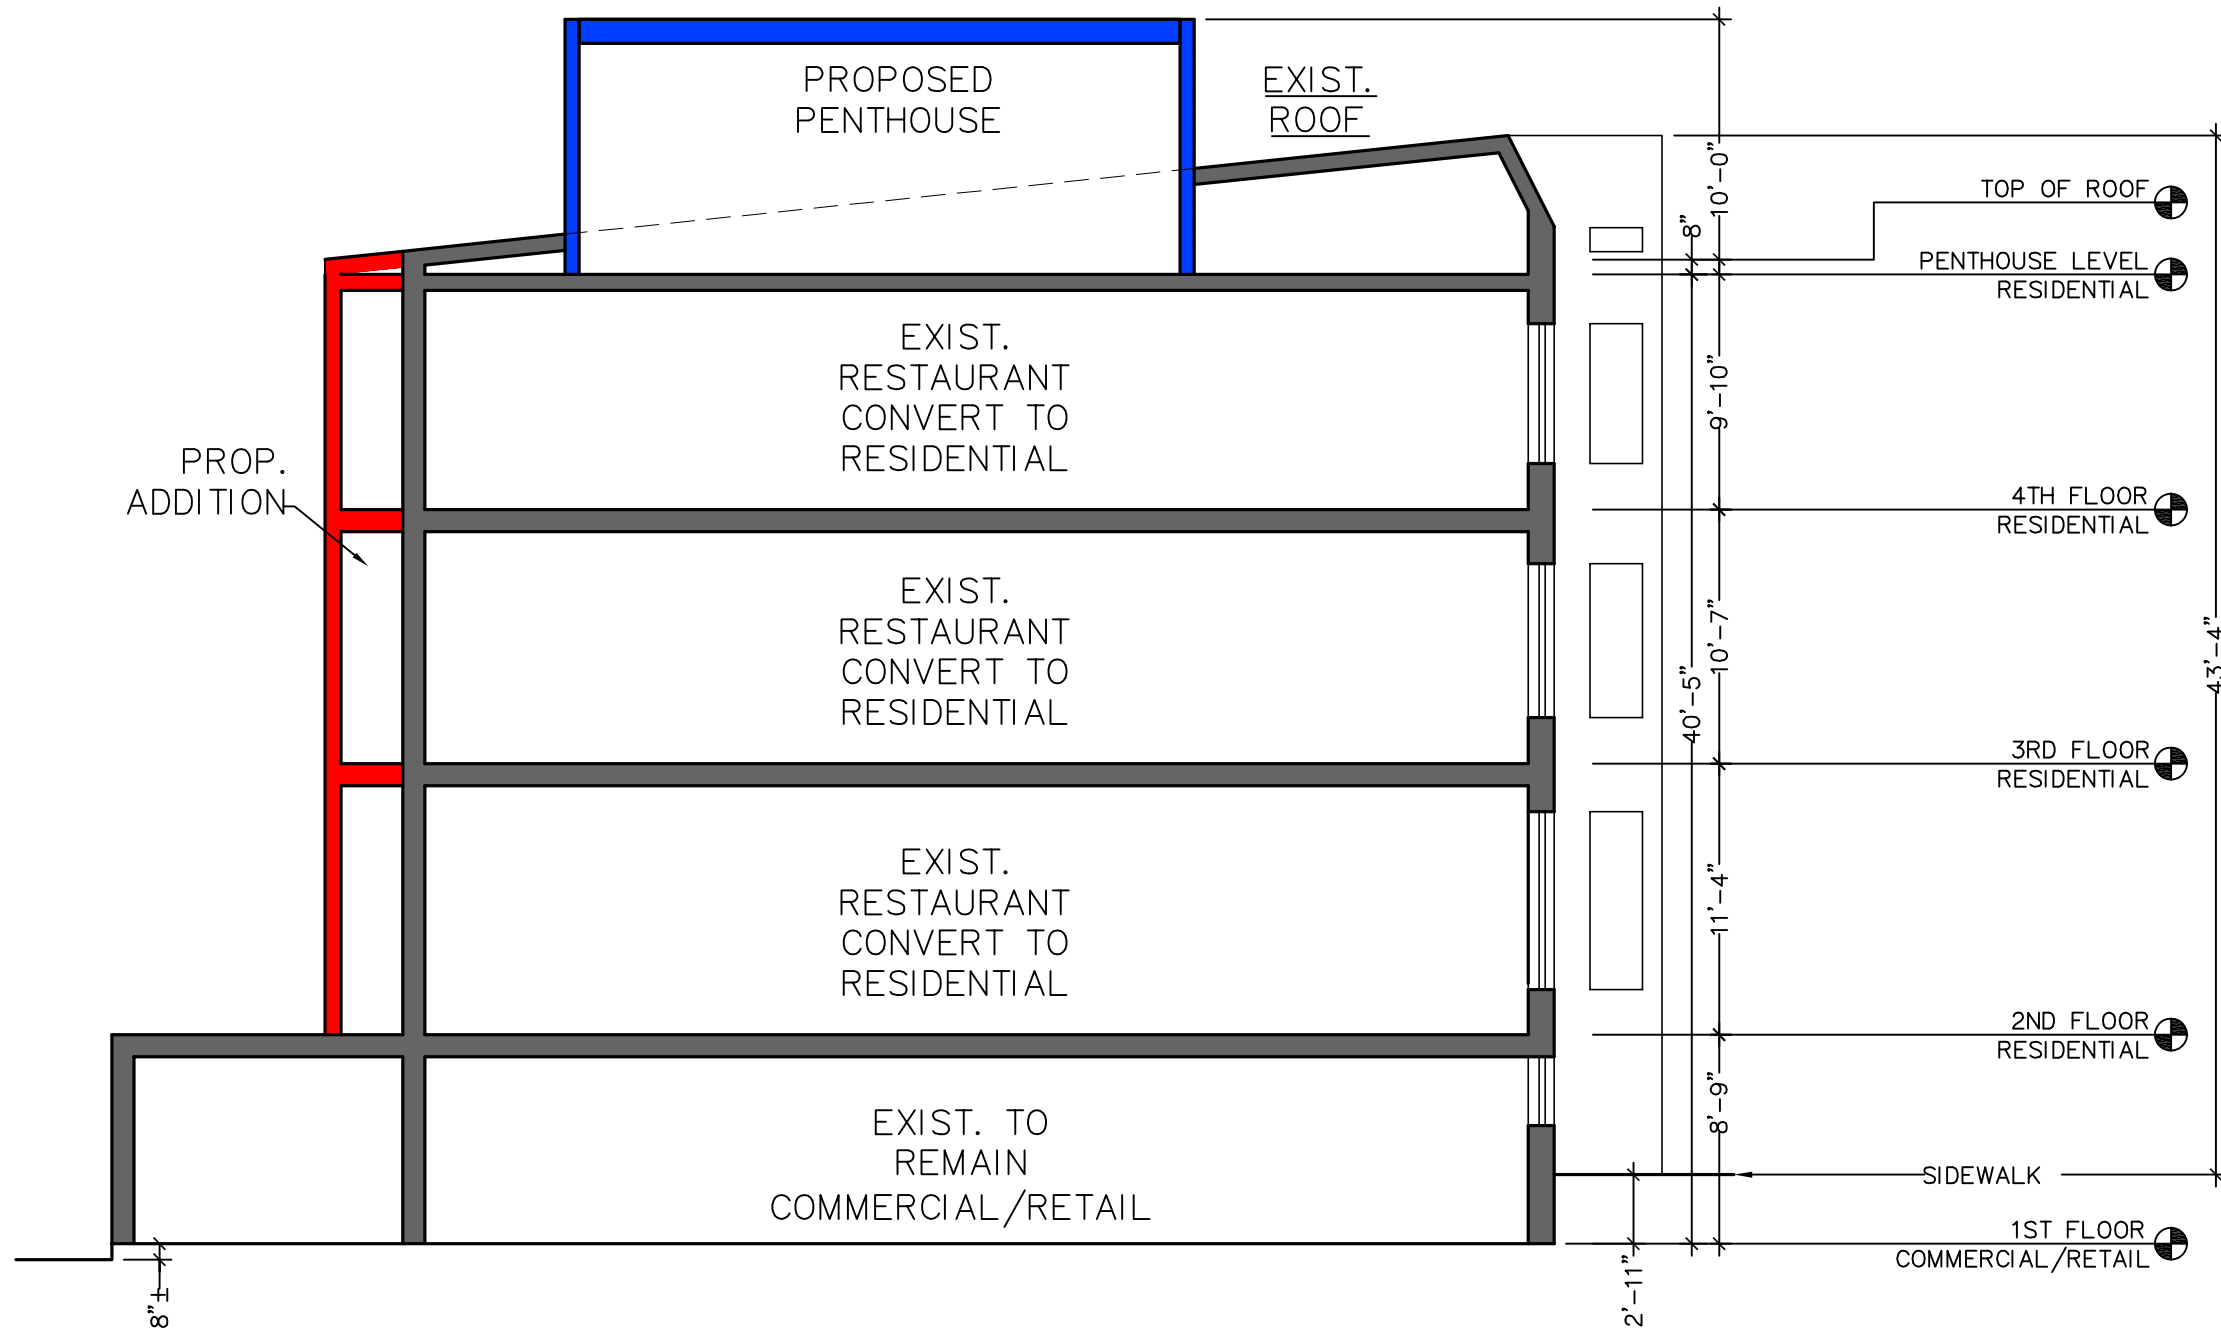 PROPOSED
PENTHOUSE
EXIST.
ROOF
10'-0"
8"
TOP OF ROOF
PENTHOUSE LEVEL
RESIDENTIAL
EXIST.
RESTAURANT
CONVERT TO
RESIDENTIAL
9'-10"
PROP.
ADDITION
4TH FLOOR
RESIDENTIAL
EXIST.
RESTAURANT
CONVERT TO
RESIDENTIAL
10'-7"
40'-5"
43'-4"
3RD FLOOR
RESIDENTIAL
EXIST.
RESTAURANT
CONVERT TO
RESIDENTIAL
11'-4"
2ND FLOOR
RESIDENTIAL
8'-9"
EXIST. TO
REMAIN
COMMERCIAL/RETAIL
SIDEWALK
1ST FLOOR
COMMERCIAL/RETAIL
8"±
2'-11"